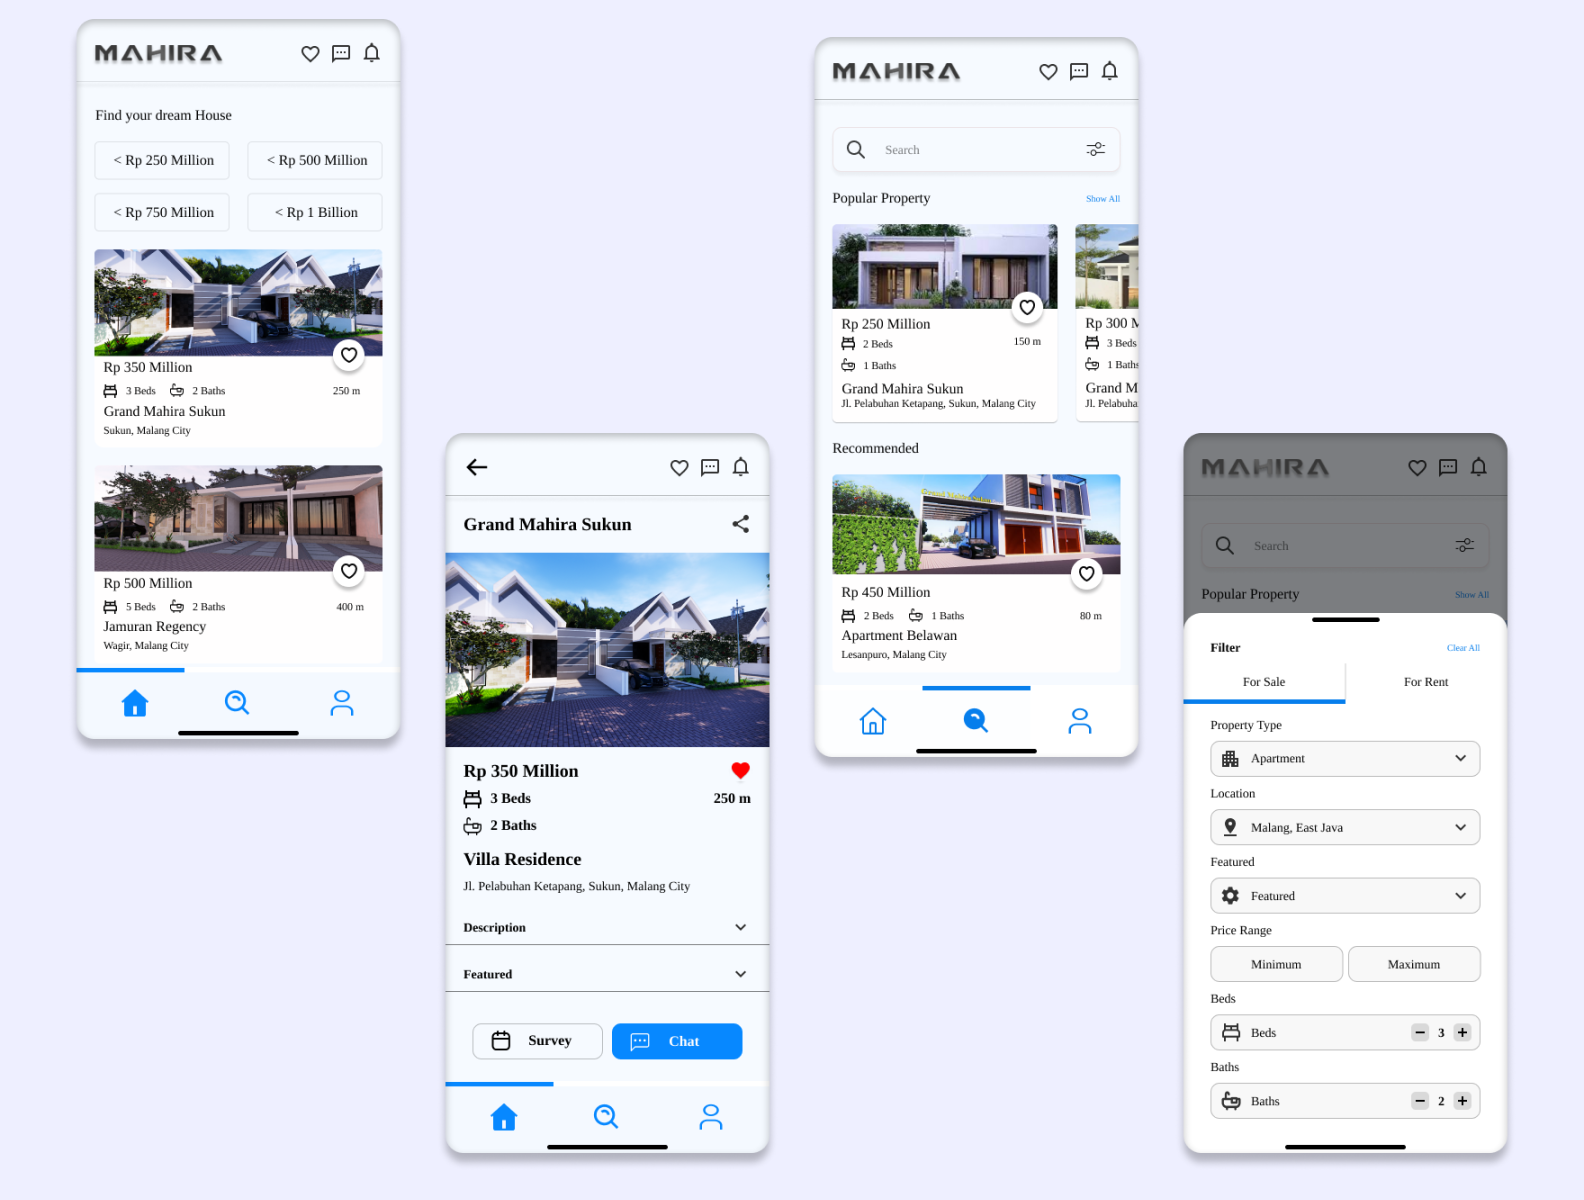 MAHIRA
Find your dream House
< Rp 250 Million
< Rp 500 Million
< Rp 750 Million
< Rp 1 Billion
Rp 350 Million
3 Beds 2 Baths 250 m
Grand Mahira Sukun
Sukun, Malang City
Rp 500 Million
5 Beds 2 Baths 400 m
Jamuran Regency
Wagir, Malang City
Grand Mahira Sukun
Rp 350 Million
3 Beds 250 m
2 Baths
Villa Residence
Jl. Pelabuhan Ketapang, Sukun, Malang City
Description
Featured
Survey
Chat
MAHIRA
Search
Popular Property Show All
Rp 250 Million
2 Beds 150 m
1 Baths
Grand Mahira Sukun
Jl. Pelabuhan Ketapang, Sukun, Malang City
Rp 300 M
3 Beds
1 Baths
Grand M
Jl. Pelabuha
Recommended
Grand Mahira Sukun
Rp 450 Million
2 Beds 1 Baths 80 m
Apartment Belawan
Lesanpuro, Malang City
MAHIRA
Search
Popular Property Show All
Filter Clear All
For Sale
For Rent
Property Type
Apartment
Location
Malang, East Java
Featured
Featured
Price Range
Minimum
Maximum
Beds
Beds − 3 +
Baths
Baths − 2 +